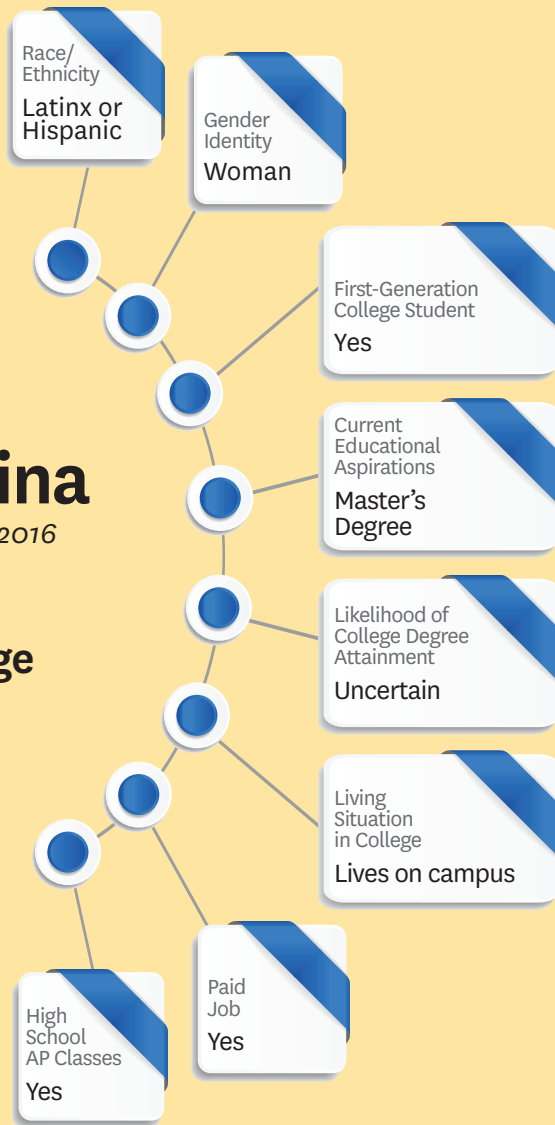 Race/
Ethnicity
Latinx or
Hispanic
Gender
Identity
Woman
First-Generation
College Student
Yes
Current
Educational
Aspirations
Master’s
Degree
ina
2016
Likelihood of
College Degree
Attainment
Uncertain
ge
Living
Situation
in College
Lives on campus
Paid
Job
Yes
High
School
AP Classes
Yes